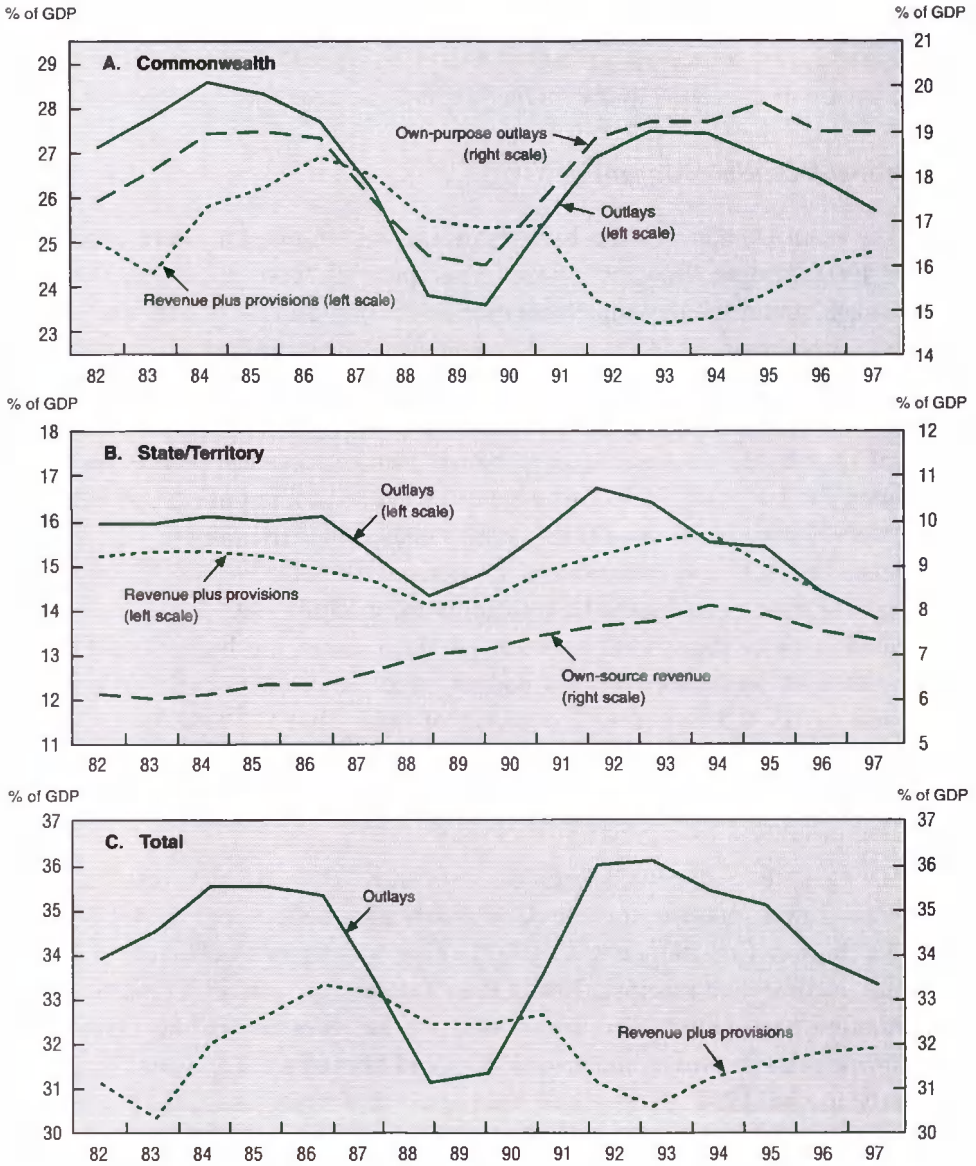 % of GDP
% of GDP
A. Commonwealth
29
28
27
26
25
24
23
21
20
19
18
17
16
15
14
Own-purpose outlays
(right scale)
Outlays
(left scale)
Revenue plus provisions (left scale)
82 83 84 85 86 87 88 89 90 91 92 93 94 95 96 97
% of GDP
% of GDP
B. State/Territory
18
17
16
15
14
13
12
11
12
11
10
9
8
7
6
5
Outlays
(left scale)
Revenue plus provisions
(left scale)
Own-source revenue
(right scale)
82 83 84 85 86 87 88 89 90 91 92 93 94 95 96 97
% of GDP
% of GDP
C. Total
37
36
35
34
33
32
31
30
37
36
35
34
33
32
31
30
Outlays
Revenue plus provisions
82 83 84 85 86 87 88 89 90 91 92 93 94 95 96 97